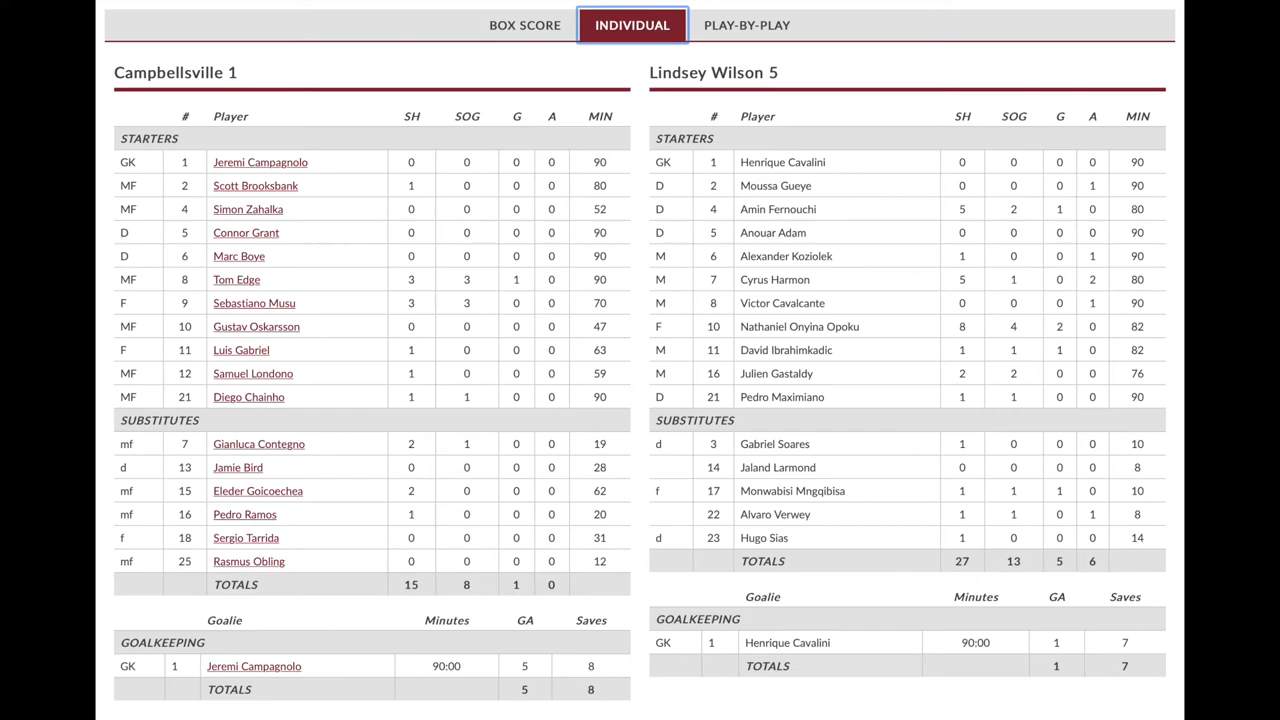 BOX SCORE INDIVIDUAL PLAY-BY-PLAY
Campbellsville 1
# Player SH SOG G A MIN
STARTERS
GK 1 Jeremi Campagnolo 0 0 0 0 90
MF 2 Scott Brooksbank 1 0 0 0 80
MF 4 Simon Zahalka 0 0 0 0 52
D 5 Connor Grant 0 0 0 0 90
D 6 Marc Boye 0 0 0 0 90
MF 8 Tom Edge 3 3 1 0 90
F 9 Sebastiano Musu 3 3 0 0 70
MF 10 Gustav Oskarsson 0 0 0 0 47
F 11 Luis Gabriel 1 0 0 0 63
MF 12 Samuel Londono 1 0 0 0 59
MF 21 Diego Chainho 1 1 0 0 90
SUBSTITUTES
mf 7 Gianluca Contegno 2 1 0 0 19
d 13 Jamie Bird 0 0 0 0 28
mf 15 Eleder Goicoechea 2 0 0 0 62
mf 16 Pedro Ramos 1 0 0 0 20
f 18 Sergio Tarrida 0 0 0 0 31
mf 25 Rasmus Obling 0 0 0 0 12
TOTALS 15 8 1 0
Goalie Minutes GA Saves
GOALKEEPING
GK 1 Jeremi Campagnolo 90:00 5 8
TOTALS 5 8
Lindsey Wilson 5
# Player SH SOG G A MIN
STARTERS
GK 1 Henrique Cavalini 0 0 0 0 90
D 2 Moussa Gueye 0 0 0 1 90
D 4 Amin Fernouchi 5 2 1 0 80
D 5 Anouar Adam 0 0 0 0 90
M 6 Alexander Koziolek 1 0 0 1 90
M 7 Cyrus Harmon 5 1 0 2 80
M 8 Victor Cavalcante 0 0 0 1 90
F 10 Nathaniel Onyina Opoku 8 4 2 0 82
M 11 David Ibrahimkadic 1 1 1 0 82
M 16 Julien Gastaldy 2 2 0 0 76
D 21 Pedro Maximiano 1 1 0 0 90
SUBSTITUTES
d 3 Gabriel Soares 1 0 0 0 10
14 Jaland Larmond 0 0 0 0 8
f 17 Monwabisi Mngqibisa 1 1 1 0 10
22 Alvaro Verwey 1 1 0 1 8
d 23 Hugo Sias 1 0 0 0 14
TOTALS 27 13 5 6
Goalie Minutes GA Saves
GOALKEEPING
GK 1 Henrique Cavalini 90:00 1 7
TOTALS 1 7